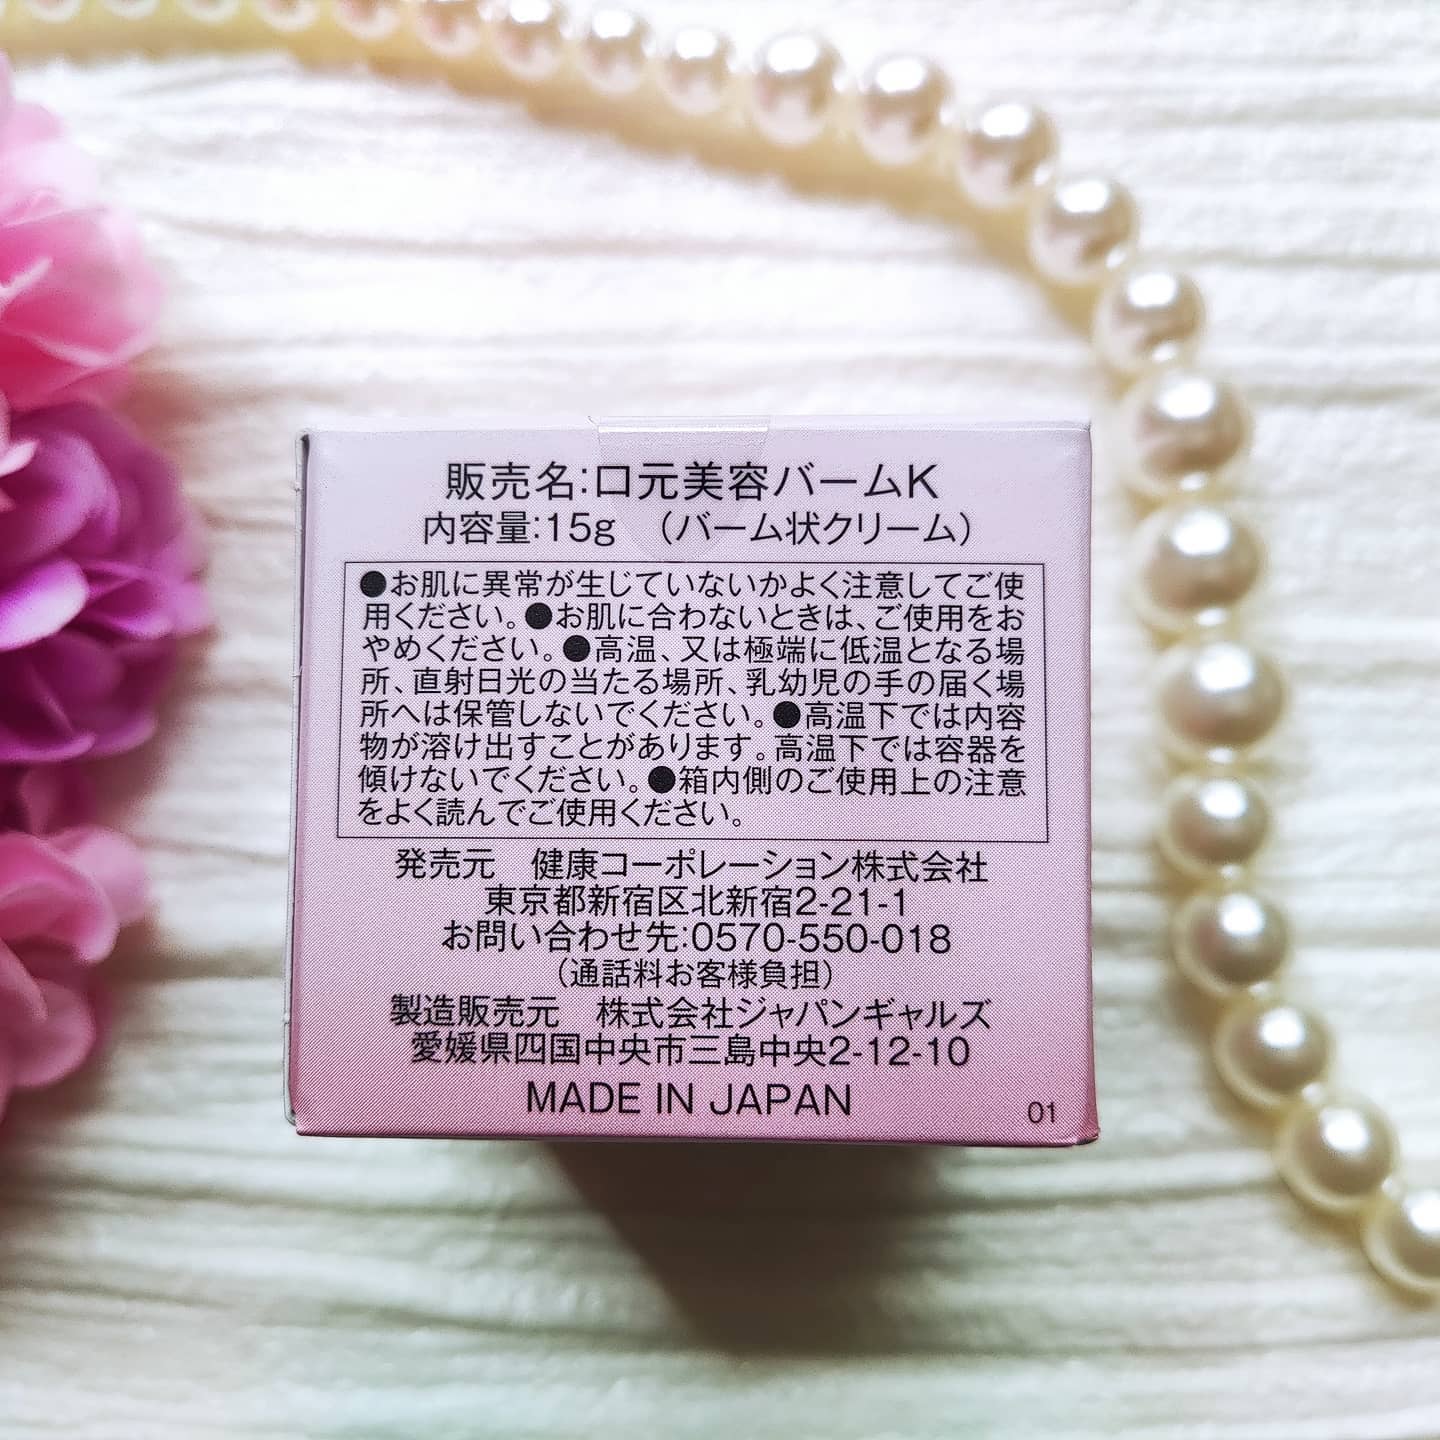 販売名:口元美容バームK
内容量:15g （バーム状クリーム）
●お肌に異常が生じていないかよく注意してご使
用ください。●お肌に合わないときは、ご使用をお
やめください。●高温、又は極端に低温となる場
所、直射日光の当たる場所、乳幼児の手の届く場
所へは保管しないでください。●高温下では内容
物が溶け出すことがあります。高温下では容器を
傾けないでください。●箱内側のご使用上の注意
をよく読んでご使用ください。
発売元 健康コーポレーション株式会社
東京都新宿区北新宿2-21-1
お問い合わせ先:0570-550-018
（通話料お客様負担）
製造販売元 株式会社ジャパンギャルズ
愛媛県四国中央市三島中央2-12-10
MADE IN JAPAN
01